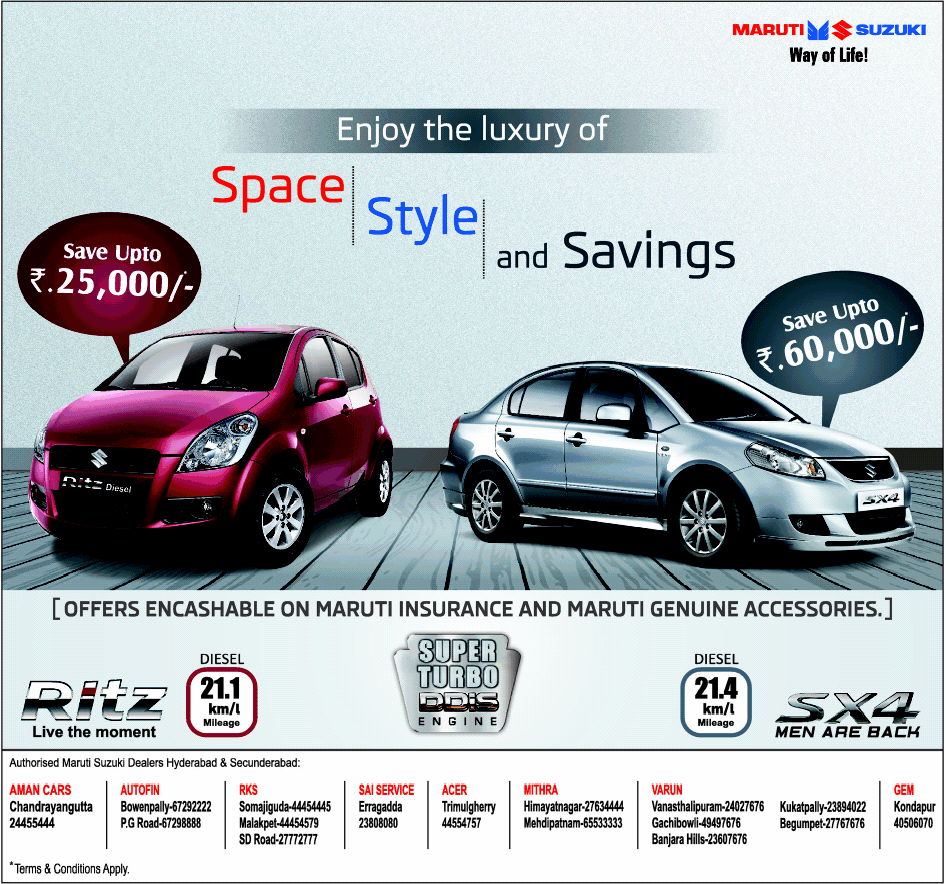 MARUTI SUZUKI
Way of Life!
Enjoy the luxury of
Space
Style
and Savings
Save Upto
₹.25,000/-*
Save Upto
₹.60,000/-*
Ritz Diesel
SX4
[OFFERS ENCASHABLE ON MARUTI INSURANCE AND MARUTI GENUINE ACCESSORIES.]
Ritz
Live the moment
DIESEL
21.1
km/l
Mileage
SUPER
TURBO
DDiS
ENGINE
DIESEL
21.4
km/l
Mileage
SX4
MEN ARE BACK
Authorised Maruti Suzuki Dealers Hyderabad & Secunderabad:
AMAN CARS
Chandrayangutta
24455444
AUTOFIN
Bowenpally-67292222
P.G Road-67298888
RKS
Somajiguda-44454445
Malakpet-44454579
SD Road-27772777
SAI SERVICE
Erragadda
23808080
ACER
Trimulgherry
44554757
MITHRA
Himayatnagar-27634444
Mehdipatnam-65533333
VARUN
Vanasthalipuram-24027676
Gachibowli-49497676
Banjara Hills-23607676
Kukatpally-23894022
Begumpet-27767676
GEM
Kondapur
40506070
*Terms & Conditions Apply.